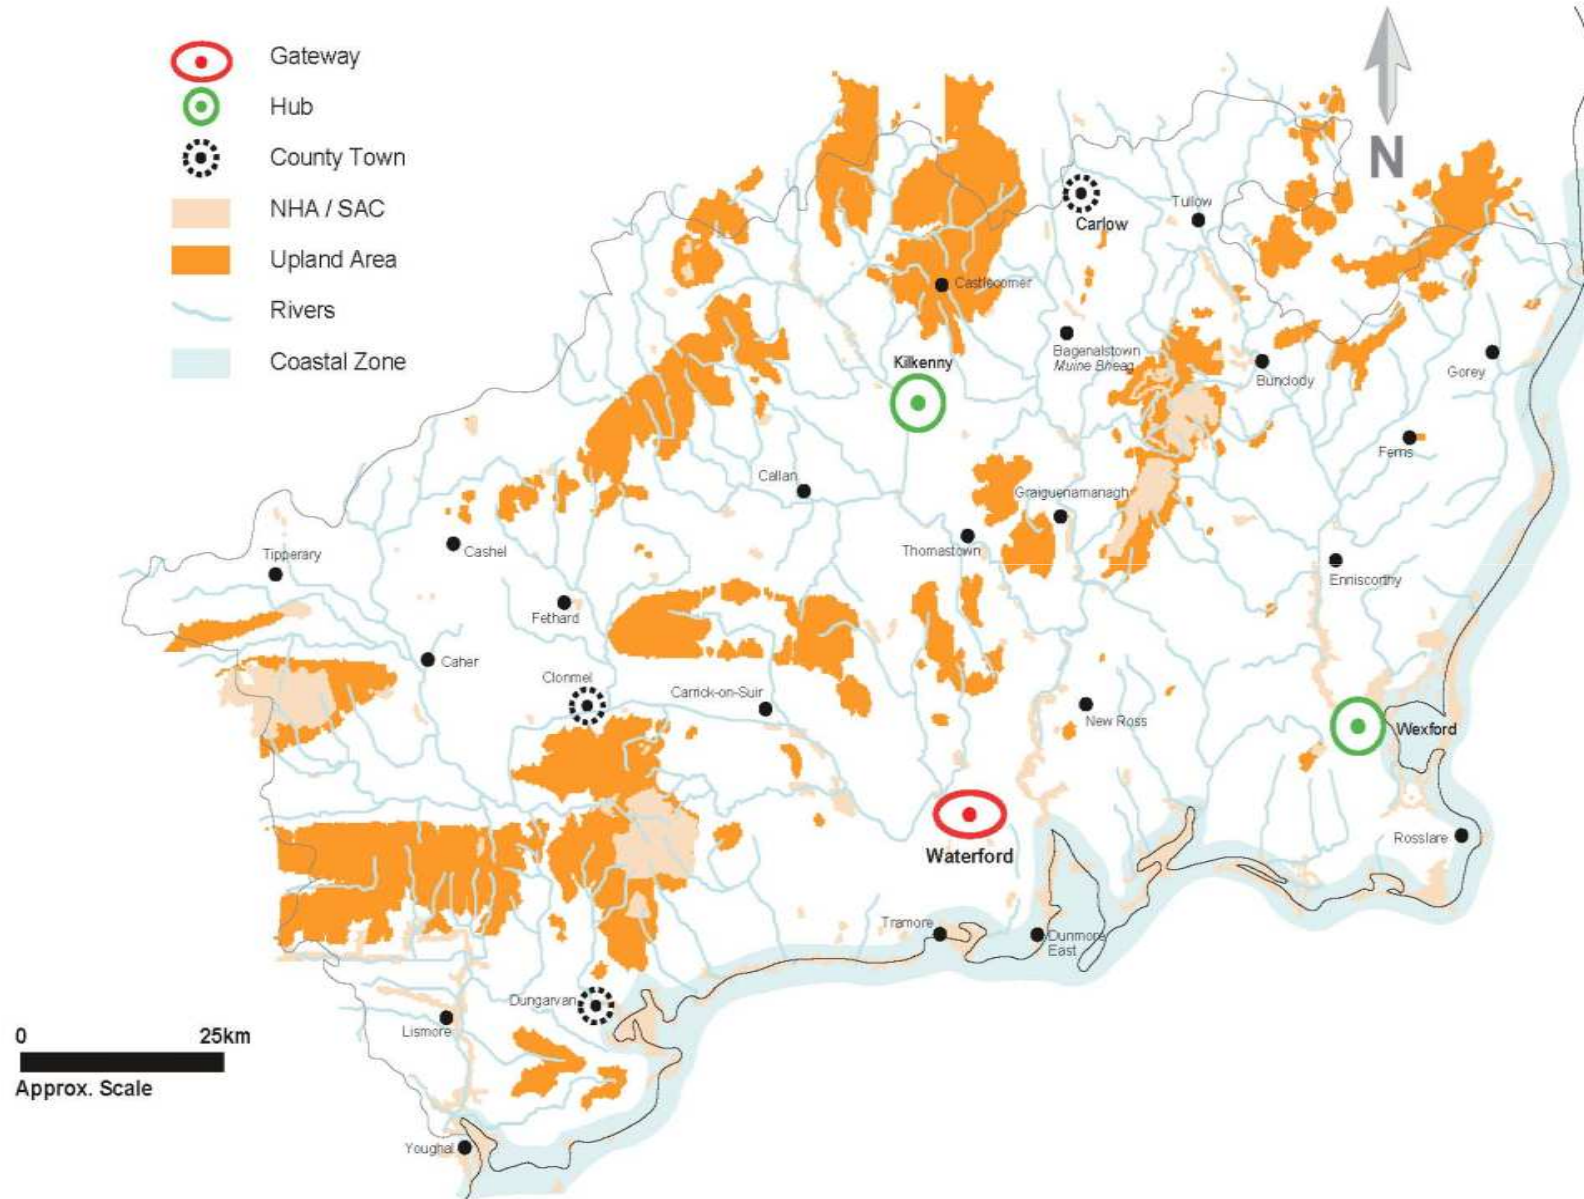 Gateway
Hub
County Town
NHA / SAC
Upland Area
Rivers
Coastal Zone
N
Carlow
Tullow
Castlecomer
Bagenalstown
Muine Bheag
Kilkenny
Bunclody
Gorey
Ferns
Callan
Graiguenamanagh
Thomastown
Cashel
Tipperary
Enniscorthy
Fethard
Caher
Clonmel
Carrick-on-Suir
New Ross
Wexford
Rosslare
Waterford
Tramore
Dunmore
East
Dungarvan
Lismore
Youghal
0 25km
Approx. Scale